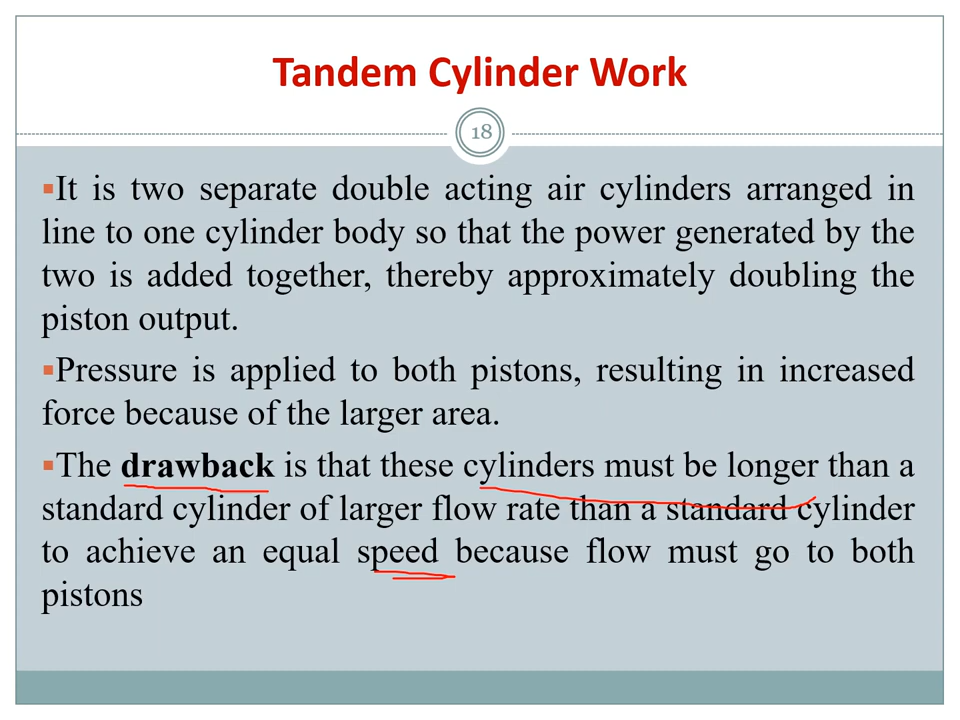 Tandem Cylinder Work
18
▪It is two separate double acting air cylinders arranged in
line to one cylinder body so that the power generated by the
two is added together, thereby approximately doubling the
piston output.
▪Pressure is applied to both pistons, resulting in increased
force because of the larger area.
▪The drawback is that these cylinders must be longer than a
standard cylinder of larger flow rate than a standard cylinder
to achieve an equal speed because flow must go to both
pistons